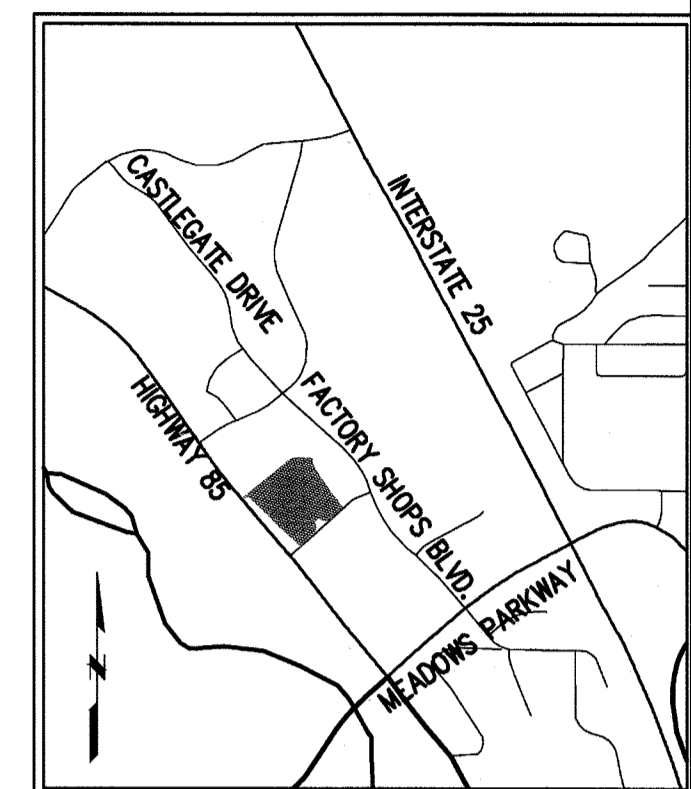 CASTLEGATE DRIVE
INTERSTATE 25
HIGHWAY 85
FACTORY SHOPS BLVD.
MEADOWS PARKWAY
N